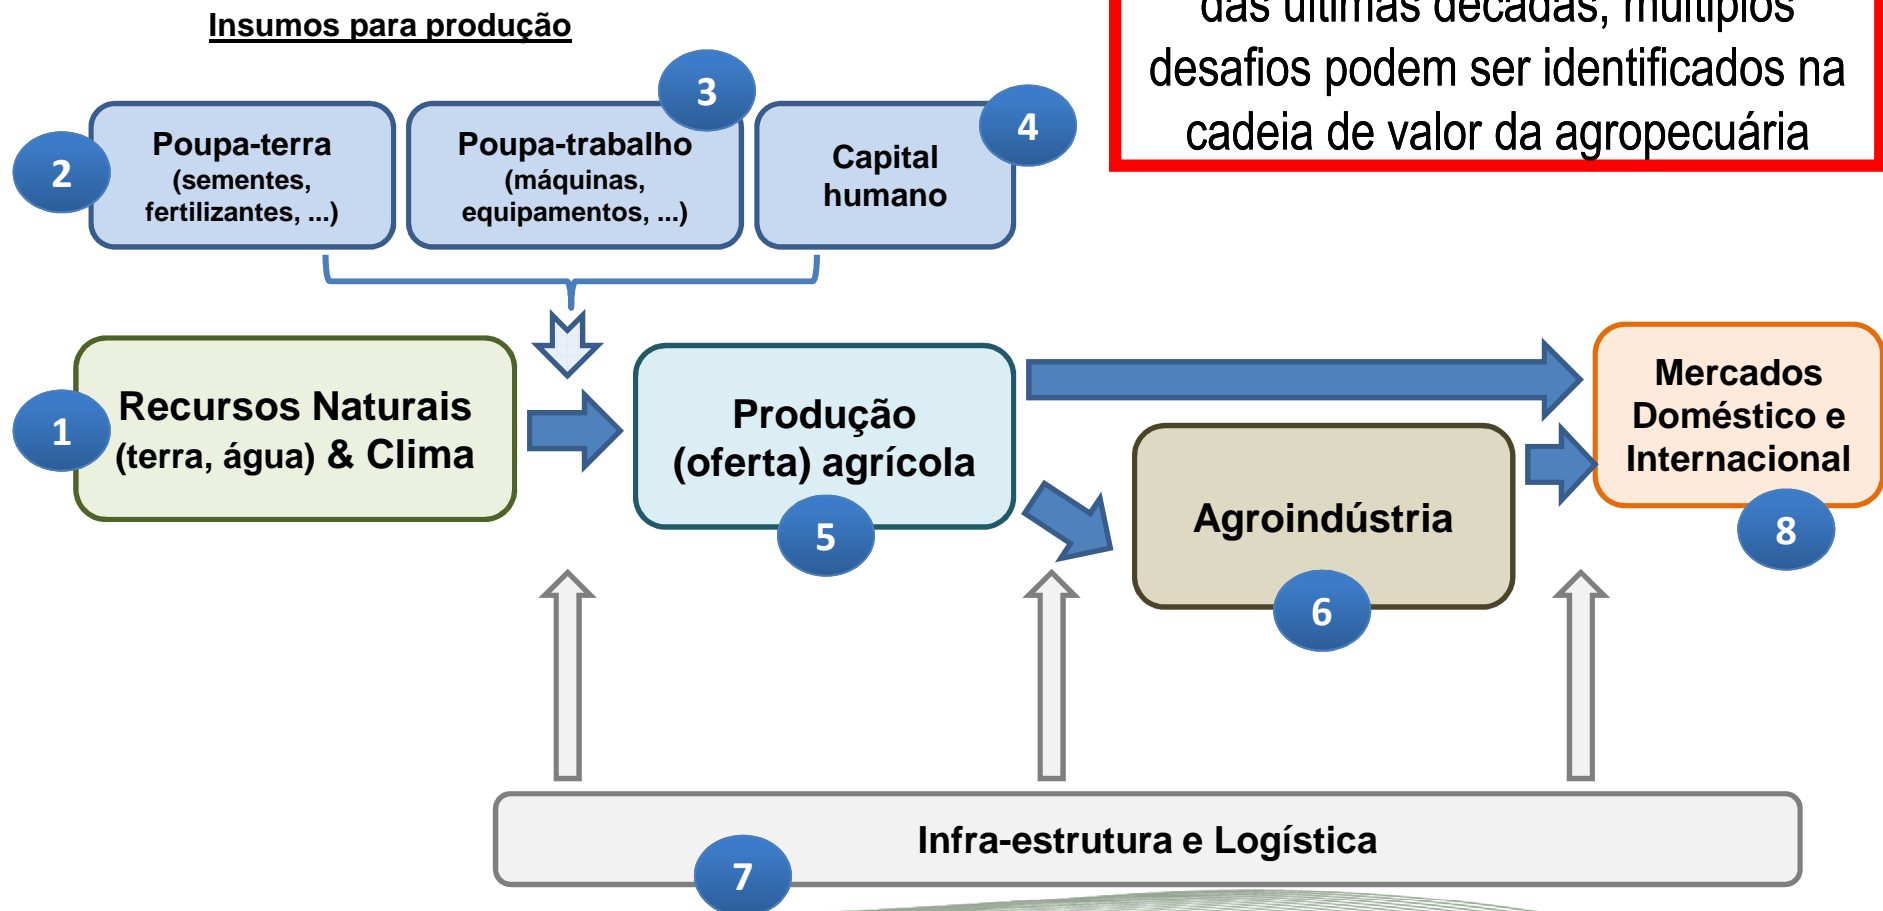 Insumos para produção
das últimas décadas, múltiplos
desafios podem ser identificados na
cadeia de valor da agropecuária
2
Poupa-terra
(sementes,
fertilizantes, ...)
3
Poupa-trabalho
(máquinas,
equipamentos, ...)
4
Capital
humano
1
Recursos Naturais
(terra, água) & Clima
Produção
(oferta) agrícola
5
Agroindústria
6
Mercados
Doméstico e
Internacional
8
Infra-estrutura e Logística
7